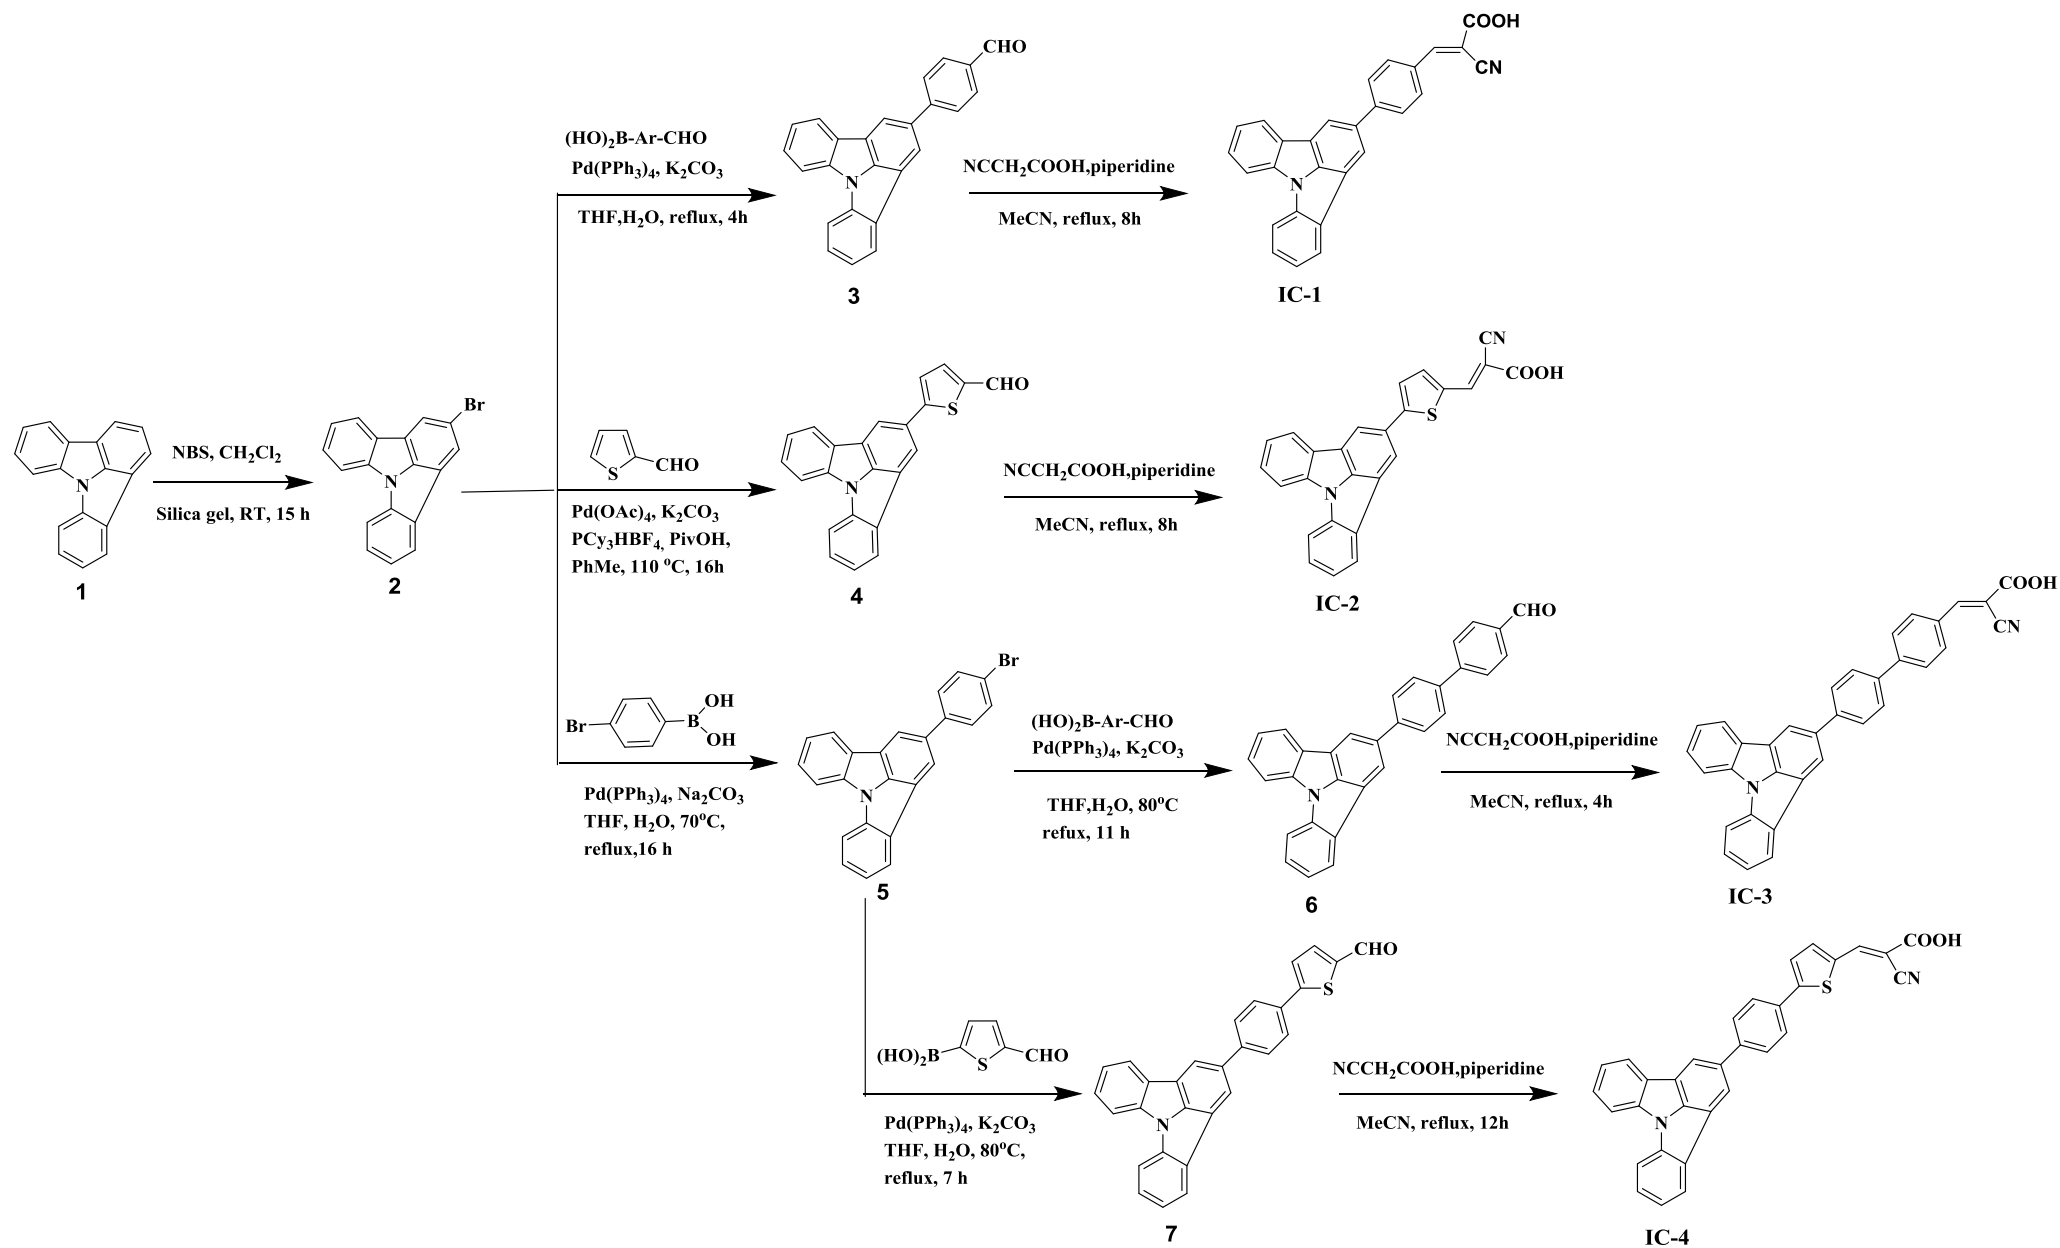 COOH
CN
CHO
(HO)2B-Ar-CHO
Pd(PPh3)4, K2CO3
THF,H2O, reflux, 4h
N
NCCH2COOH,piperidine
MeCN, reflux, 8h
N
3
IC-1
CN
COOH
S
CHO
S
Br
NBS, CH2Cl2
Silica gel, RT, 15 h
N
N
1
2
S
CHO
Pd(OAc)4, K2CO3
PCy3HBF4, PivOH,
PhMe, 110 oC, 16h
N
NCCH2COOH,piperidine
MeCN, reflux, 8h
N
4
IC-2
COOH
CN
CHO
Br
Br
B
OH
OH
Pd(PPh3)4, Na2CO3
THF, H2O, 70oC,
reflux,16 h
N
(HO)2B-Ar-CHO
Pd(PPh3)4, K2CO3
THF,H2O, 80oC
refux, 11 h
N
NCCH2COOH,piperidine
MeCN, reflux, 4h
N
5
6
IC-3
COOH
CN
S
CHO
S
(HO)2B
S
CHO
Pd(PPh3)4, K2CO3
THF, H2O, 80oC,
reflux, 7 h
N
NCCH2COOH,piperidine
MeCN, reflux, 12h
N
7
IC-4